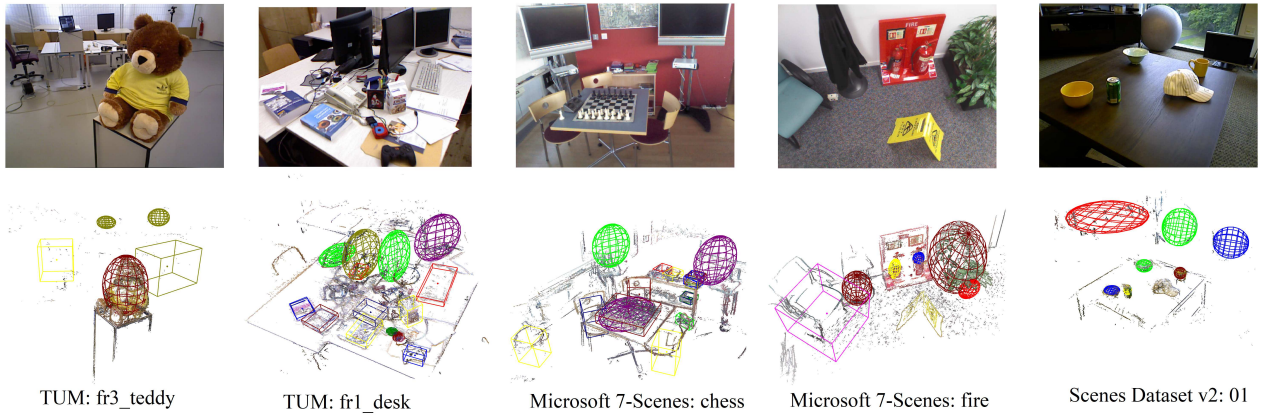 FIRE
TUM: fr3_teddy
TUM: fr1_desk
Microsoft 7-Scenes: chess
Microsoft 7-Scenes: fire
Scenes Dataset v2: 01